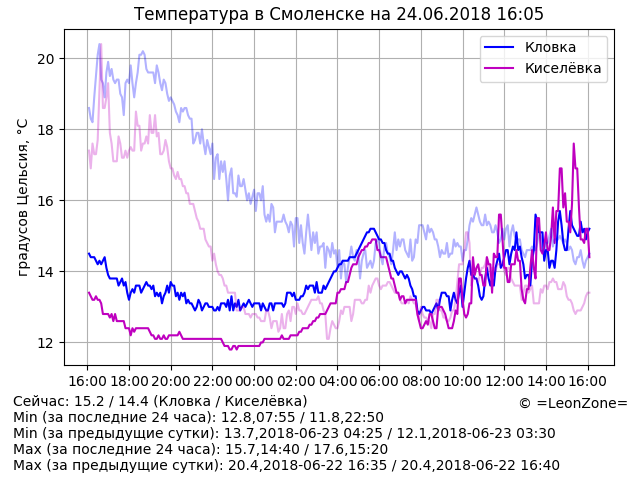 Температура в Смоленске на 24.06.2018 16:05
Кловка
Киселёвка
градусов Цельсия, °C
20
18
16
14
12
16:00 18:00 20:00 22:00 00:00 02:00 04:00 06:00 08:00 10:00 12:00 14:00 16:00
Сейчас: 15.2 / 14.4 (Кловка / Киселёвка)
© =LeonZone=
Min (за последние 24 часа): 12.8,07:55 / 11.8,22:50
Min (за предыдущие сутки): 13.7,2018-06-23 04:25 / 12.1,2018-06-23 03:30
Max (за последние 24 часа): 15.7,14:40 / 17.6,15:20
Max (за предыдущие сутки): 20.4,2018-06-22 16:35 / 20.4,2018-06-22 16:40